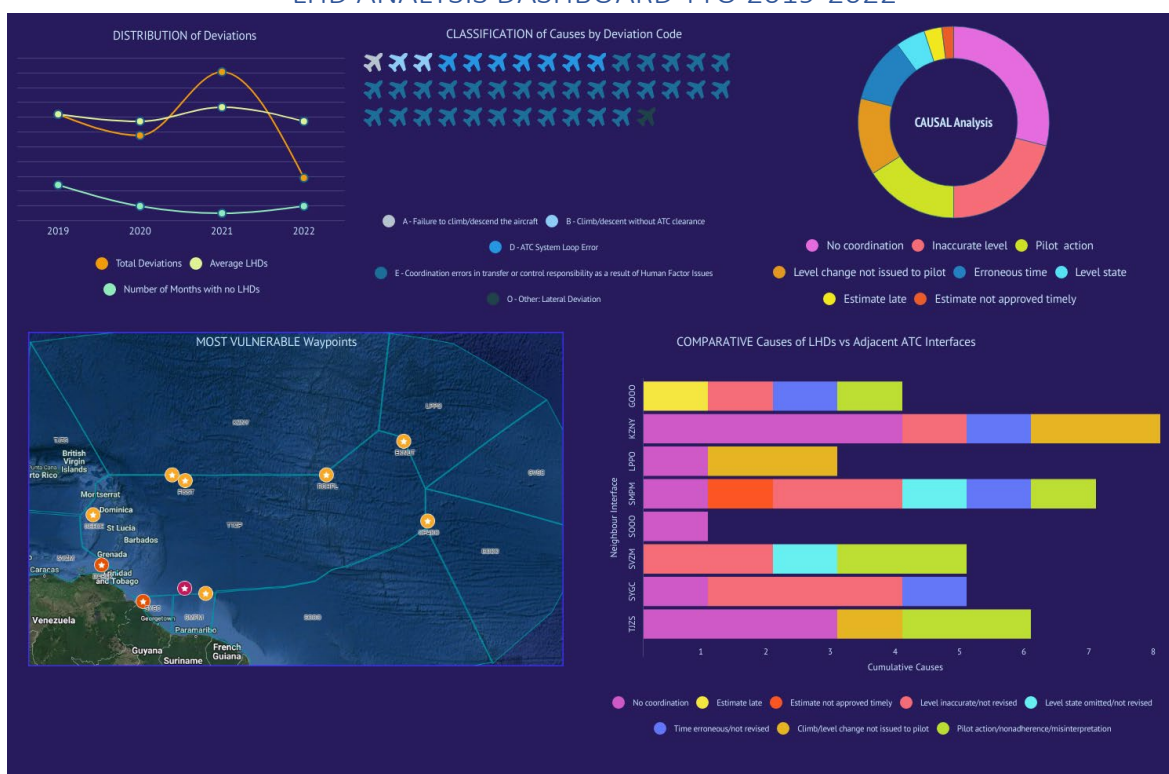 DISTRIBUTION of Deviations
2019 2020 2021 2022
Total Deviations Average LHDs
Number of Months with no LHDs
CLASSIFICATION of Causes by Deviation Code
A - Failure to climb/descend the aircraft B - Climb/descent without ATC clearance
D - ATC System Loop Error
E - Coordination errors in transfer or control responsibility as a result of Human Factor Issues
O - Other: Lateral Deviation
CAUSAL Analysis
No coordination Inaccurate level Pilot action
Level change not issued to pilot Erroneous time Level state
Estimate late Estimate not approved timely
MOST VULNERABLE Waypoints
LPPO
KZNY
British
Virgin
Islands
rto Rico
Montserrat
Dominica
St Lucia
Barbados
Grenada
Caracas
Trinidad
and Tobago
Venezuela
Georgetown
Paramaribo
Guyana
Suriname
French
Guiana
COMPARATIVE Causes of LHDs vs Adjacent ATC Interfaces
Neighbour Interface
GOOO
KZNY
LPPO
SMPM
SOOO
SVZM
SYGC
TJZS
1 2 3 4 5 6 7 8
Cumulative Causes
No coordination Estimate late Estimate not approved timely Level inaccurate/not revised Level state omitted/not revised
Time erroneous/not revised Climb/level change not issued to pilot Pilot action/nonadherence/misinterpretation